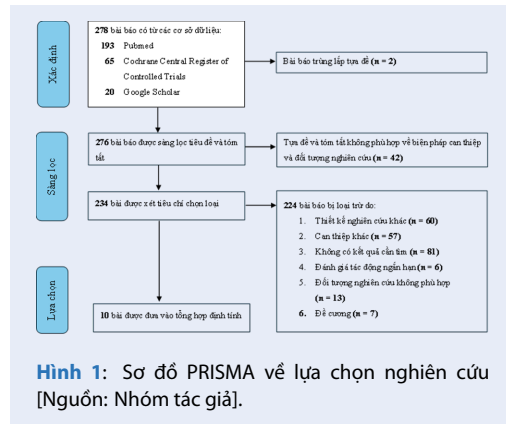 Xác định
278 bài báo có từ các cơ sở dữ liệu:
193 Pubmed
65 Cochrane Central Register of
Controlled Trials
20 Google Scholar
Bài báo trùng lắp tựa đề (n = 2)
Sàng lọc
276 bài báo được sàng lọc tiêu đề và tóm
tắt
Tựa đề và tóm tắt không phù hợp về biện pháp can thiệp
và đối tượng nghiên cứu (n = 42)
234 bài được xét tiêu chí chọn loại
224 bài báo bị loại trừ do:
1. Thiết kế nghiên cứu khác (n = 60)
2. Can thiệp khác (n = 57)
3. Không có kết quả cần tìm (n = 81)
4. Đánh giá tác động ngắn hạn (n = 6)
5. Đối tượng nghiên cứu không phù hợp
(n = 13)
6. Đề cương (n = 7)
Lựa chọn
10 bài được đưa vào tổng hợp định tính
Hình 1: Sơ đồ PRISMA về lựa chọn nghiên cứu
[Nguồn: Nhóm tác giả].